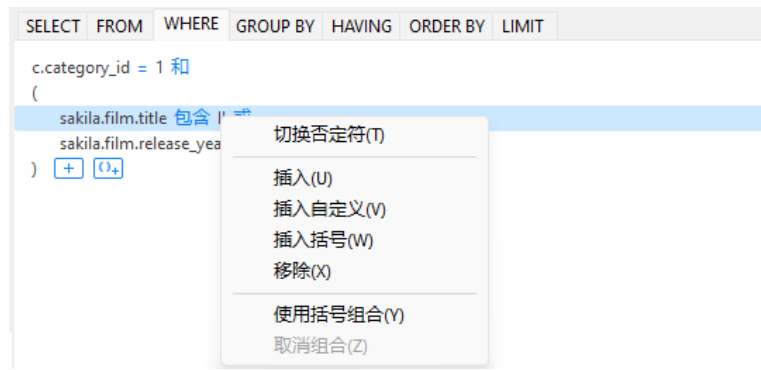 SELECT FROM WHERE GROUP BY HAVING ORDER BY LIMIT
c.category_id = 1 和
(
sakila.film.title 包含
sakila.film.release_yea
)
切换否定符(T)
插入(U)
插入自定义(V)
插入括号(W)
移除(X)
使用括号组合(Y)
取消组合(Z)